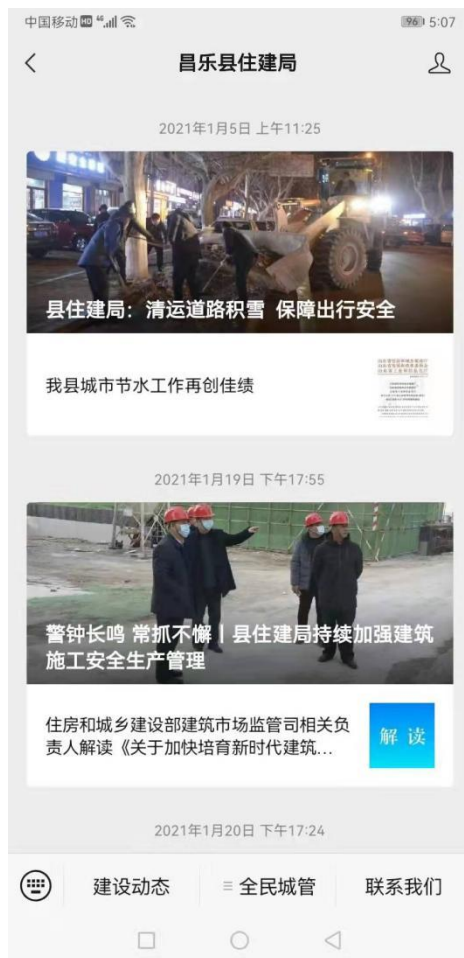 中国移动 HD 4G 96 5:07
昌乐县住建局
2021年1月5日 上午11:25
县住建局：清运道路积雪 保障出行安全
我县城市节水工作再创佳绩
2021年1月19日 下午17:55
警钟长鸣 常抓不懈丨县住建局持续加强建筑
施工安全生产管理
住房和城乡建设部建筑市场监管司相关负
责人解读《关于加快培育新时代建筑...
解 读
2021年1月20日 下午17:24
建设动态 全民城管 联系我们